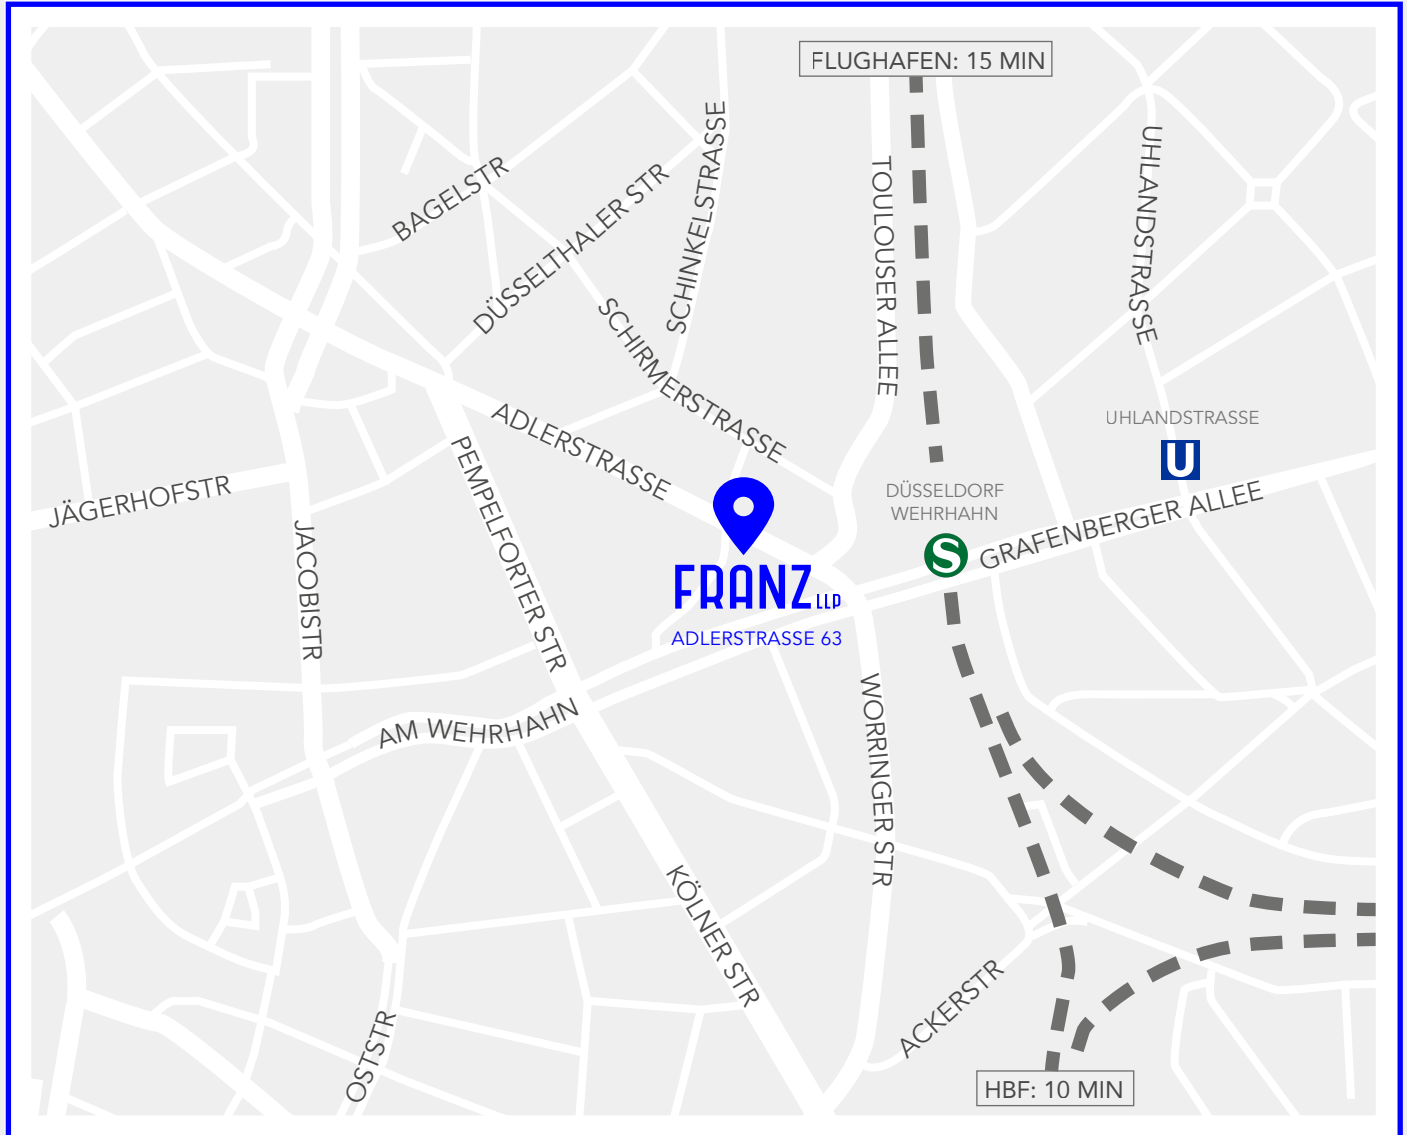 FLUGHAFEN: 15 MIN
BAGELSTR
DÜSSELTHALER STR
SCHINKELSTRASSE
TOULOUSER ALLEE
UHLANDSTRASSE
SCHIRMERSTRASSE
ADLERSTRASSE
UHLANDSTRASSE
U
PEMPELFORTER STR
JÄGERHOFSTR
DÜSSELDORF
WEHRHAHN
S
GRAFENBERGER ALLEE
JACOBISTR
FRANZ LLP
ADLERSTRASSE 63
AM WEHRHAHN
WORRINGER STR
KÖLNER STR
ACKERSTR
OSTSTR
HBF: 10 MIN